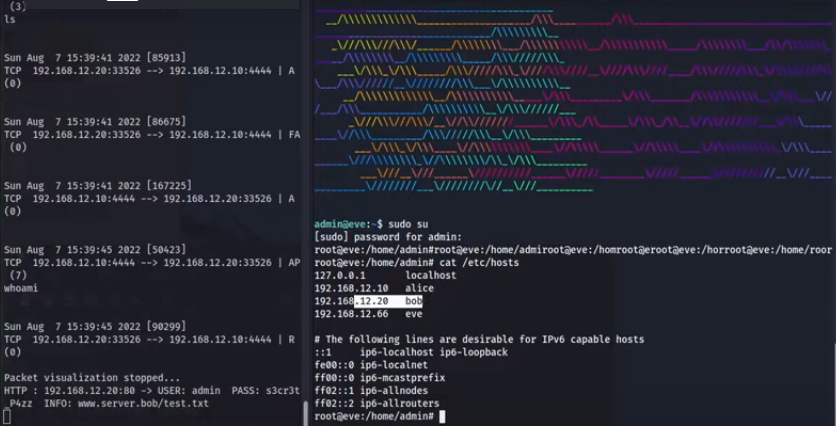 (3)
ls
Sun Aug  7 15:39:41 2022 [85913]
TCP  192.168.12.20:33526 --> 192.168.12.10:4444 | A
(0)
Sun Aug  7 15:39:41 2022 [86675]
TCP  192.168.12.20:33526 --> 192.168.12.10:4444 | FA
(0)
Sun Aug  7 15:39:41 2022 [167225]
TCP  192.168.12.10:4444 --> 192.168.12.20:33526 | A
(0)
Sun Aug  7 15:39:45 2022 [50423]
TCP  192.168.12.10:4444 --> 192.168.12.20:33526 | AP
(7)
whoami
Sun Aug  7 15:39:45 2022 [90299]
TCP  192.168.12.20:33526 --> 192.168.12.10:4444 | R
(0)
Packet visualization stopped...
HTTP : 192.168.12.20:80 -> USER: admin  PASS: s3cr3t
_P4zz  INFO: www.server.bob/test.txt
admin@eve:~$ sudo su
[sudo] password for admin:
root@eve:/home/admin#root@eve:/home/admiroot@eve:/homroot@eroot@eve:/horroot@eve:/home/roor
root@eve:/home/admin# cat /etc/hosts
127.0.0.1       localhost
192.168.12.10   alice
192.168.12.20   bob
192.168.12.66   eve
# The following lines are desirable for IPv6 capable hosts
::1     ip6-localhost ip6-loopback
fe00::0 ip6-localnet
ff00::0 ip6-mcastprefix
ff02::1 ip6-allnodes
ff02::2 ip6-allrouters
root@eve:/home/admin#